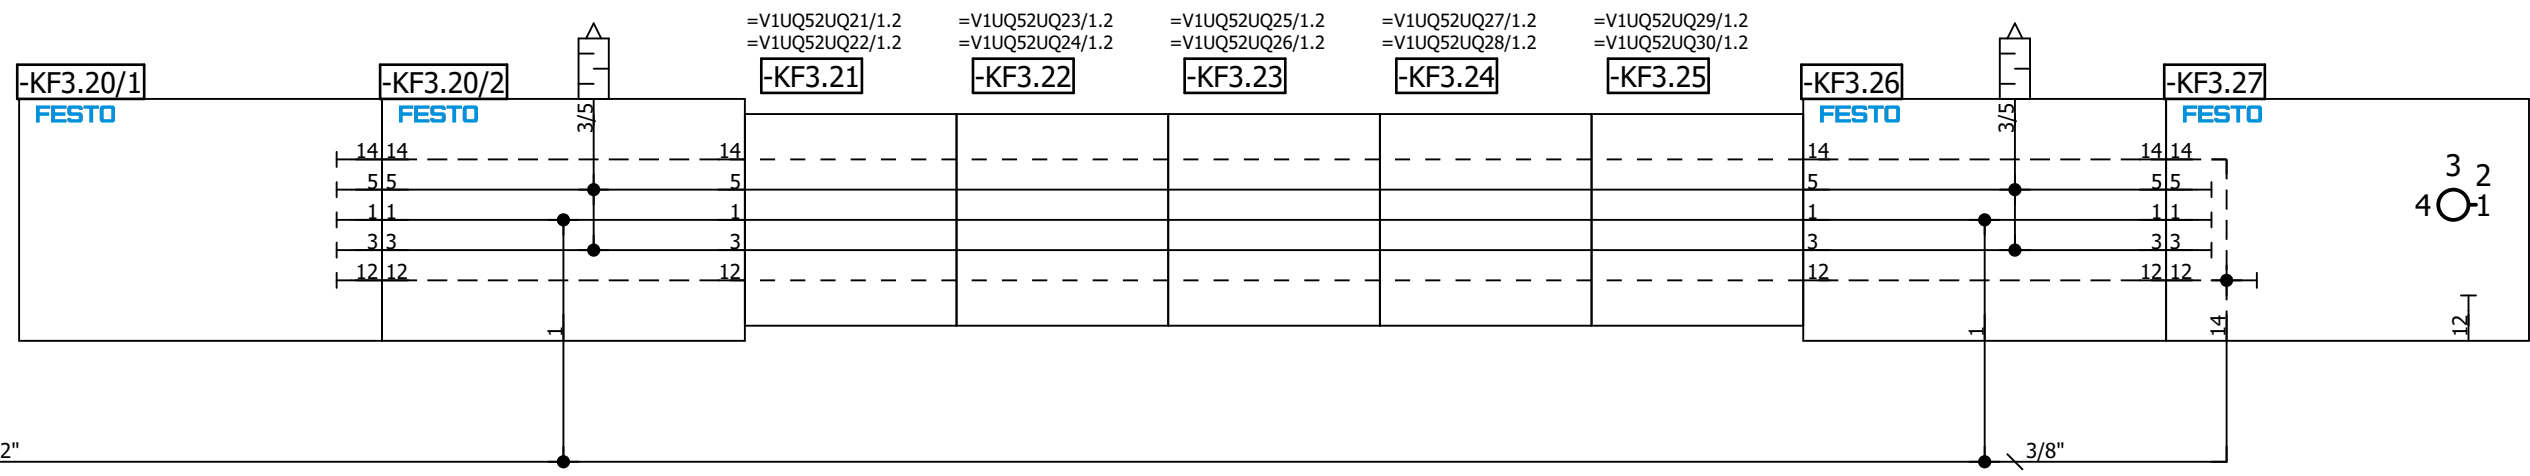 =V1UQ52UQ21/1.2 =V1UQ52UQ23/1.2 =V1UQ52UQ25/1.2 =V1UQ52UQ27/1.2 =V1UQ52UQ29/1.2
=V1UQ52UQ22/1.2 =V1UQ52UQ24/1.2 =V1UQ52UQ26/1.2 =V1UQ52UQ28/1.2 =V1UQ52UQ30/1.2
-KF3.20/1 -KF3.20/2 -KF3.21 -KF3.22 -KF3.23 -KF3.24 -KF3.25 -KF3.26 -KF3.27
FESTO FESTO FESTO FESTO
3/5 3/5
14 14 14 14 14 14
5 5 5 5 5 5
1 1 1 1 1 1
3 3 3 3 3 3
12 12 12 12 12 12
3 2
4 1
1 1 14 12
2" 3/8"